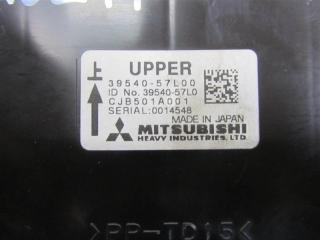 上 UPPER
39540-57L00
ID No. 39540-57L0
CJB501A001
SERIAL:0014548
MADE IN JAPAN
MITSUBISHI
HEAVY INDUSTRIES, LTD.
>PP-TD15<